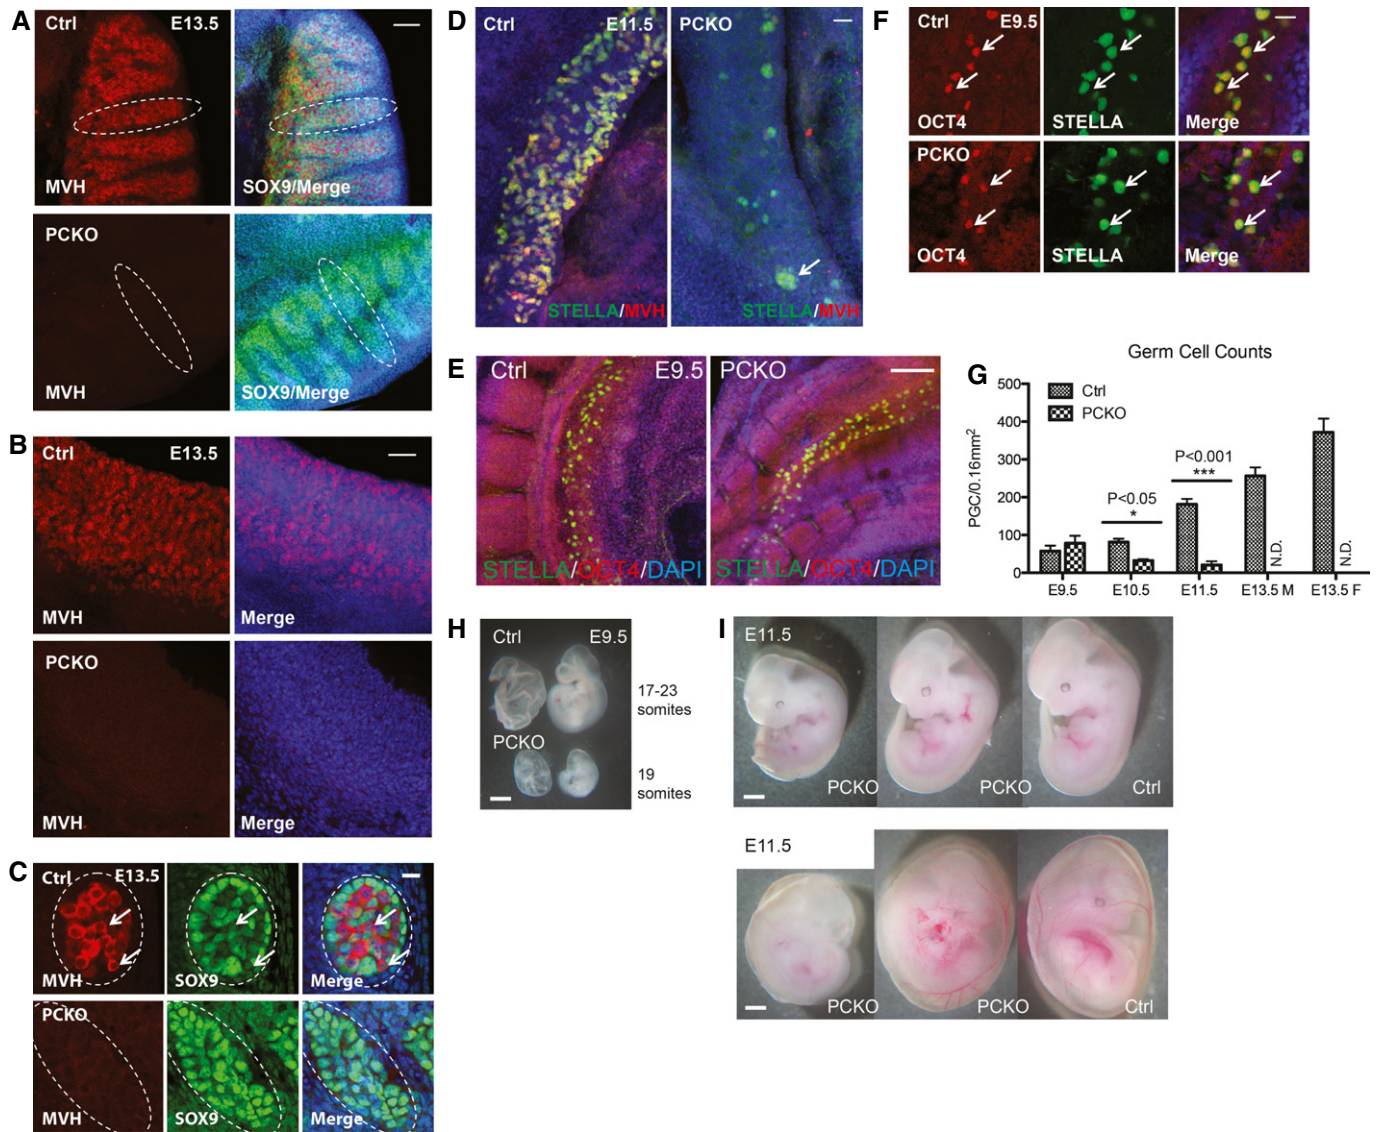 A
Ctrl E13.5
MVH SOX9/Merge
PCKO
MVH SOX9/Merge
B
Ctrl E13.5
MVH Merge
PCKO
MVH Merge
C
Ctrl E13.5
MVH SOX9 Merge
PCKO
MVH SOX9 Merge
D
Ctrl E11.5 PCKO
STELLA/MVH STELLA/MVH
E
Ctrl E9.5 PCKO
STELLA/OCT4/DAPI STELLA/OCT4/DAPI
F
Ctrl E9.5
OCT4 STELLA Merge
PCKO
OCT4 STELLA Merge
G
Germ Cell Counts
PGC/0.16mm²
500
400
300
200
100
0
Ctrl
PCKO
P<0.05
*
P<0.001
***
N.D.
N.D.
E9.5 E10.5 E11.5 E13.5 M E13.5 F
H
Ctrl E9.5
17-23
somites
PCKO
19
somites
I
E11.5
PCKO PCKO Ctrl
E11.5
PCKO PCKO Ctrl